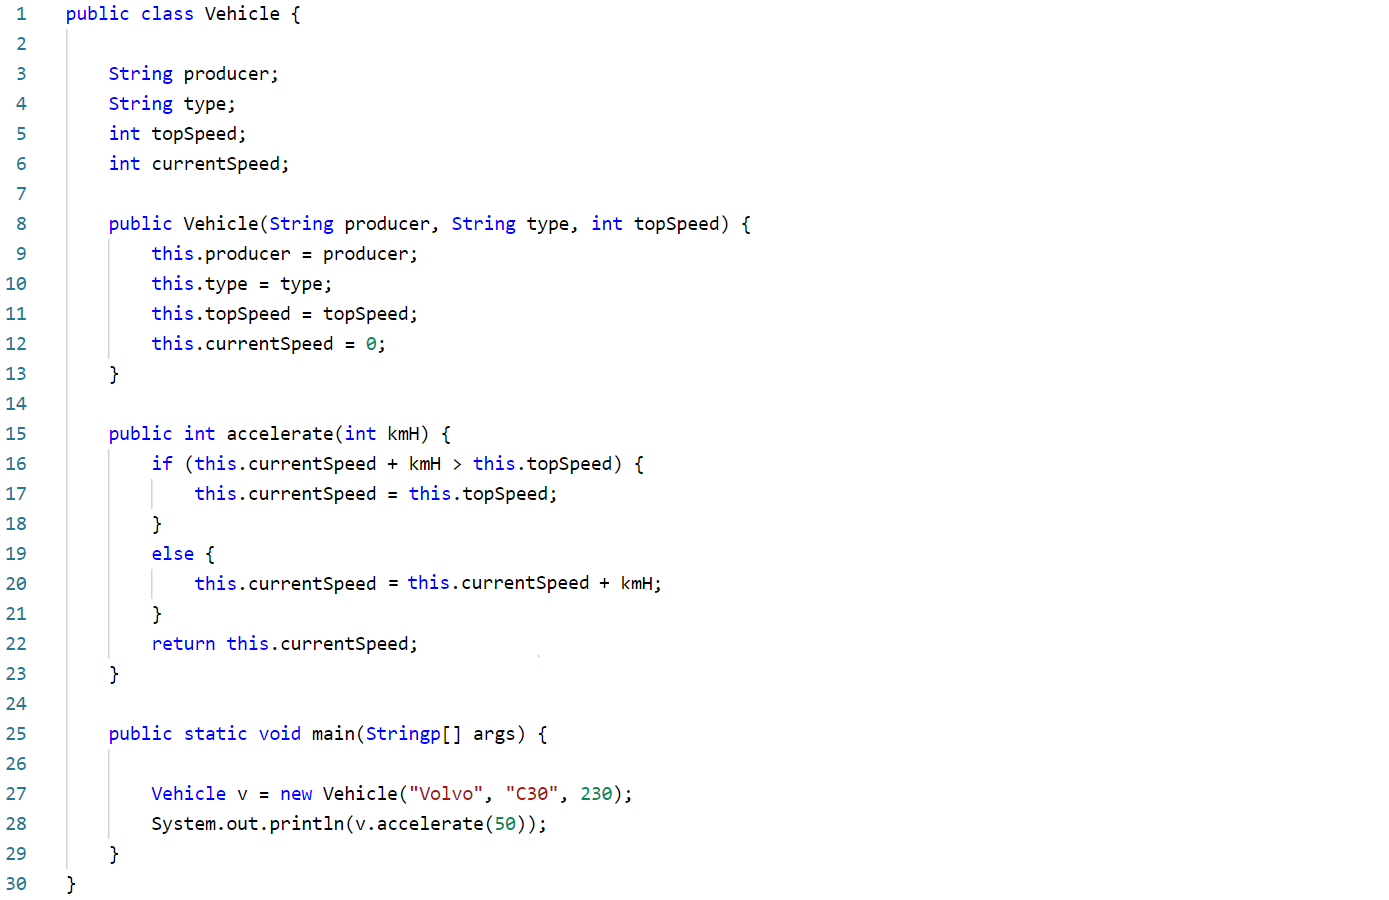 1 public class Vehicle {
2
3     String producer;
4     String type;
5     int topSpeed;
6     int currentSpeed;
7
8     public Vehicle(String producer, String type, int topSpeed) {
9         this.producer = producer;
10         this.type = type;
11         this.topSpeed = topSpeed;
12         this.currentSpeed = 0;
13     }
14
15     public int accelerate(int kmH) {
16         if (this.currentSpeed + kmH > this.topSpeed) {
17             this.currentSpeed = this.topSpeed;
18         }
19         else {
20             this.currentSpeed = this.currentSpeed + kmH;
21         }
22         return this.currentSpeed;
23     }
24
25     public static void main(Stringp[] args) {
26
27         Vehicle v = new Vehicle("Volvo", "C30", 230);
28         System.out.println(v.accelerate(50));
29     }
30 }